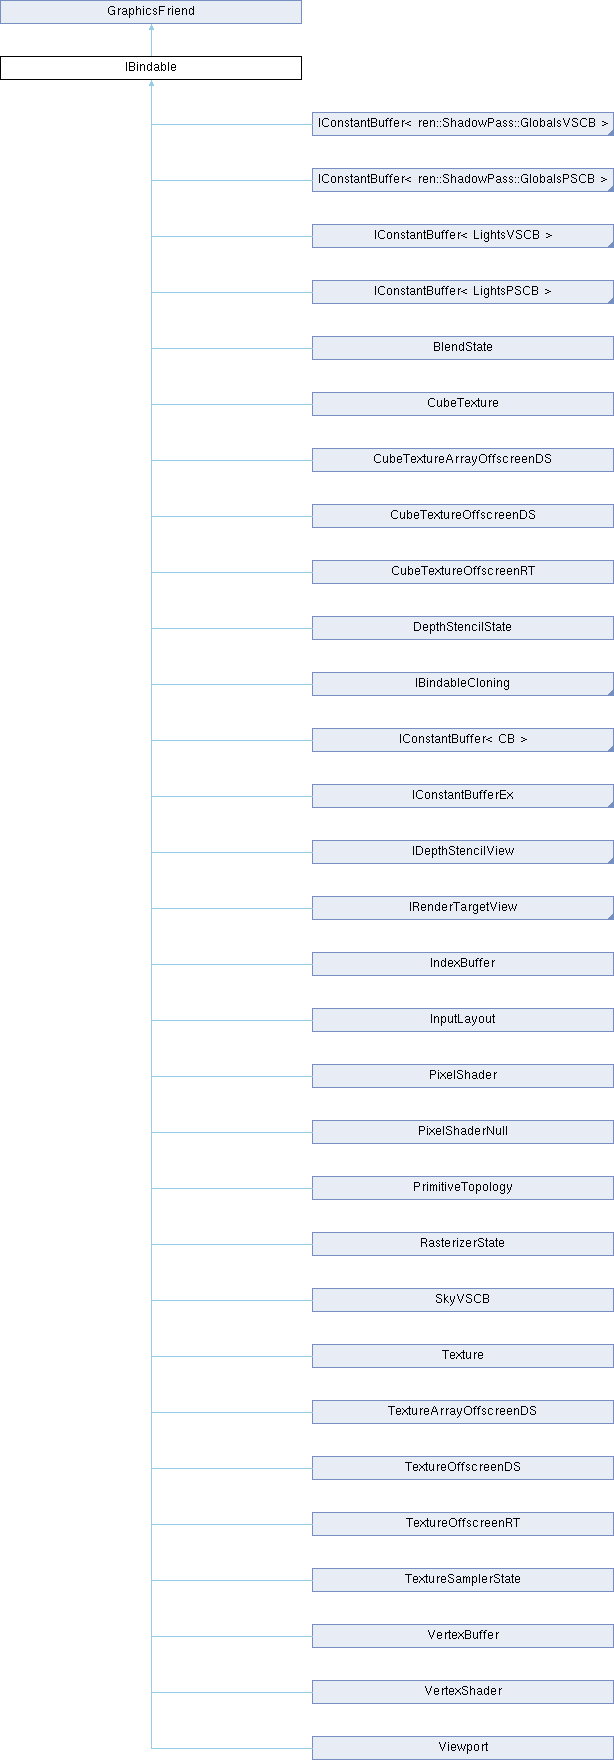 GraphicsFriend
IBindable
IConstantBuffer< ren::ShadowPass::GlobalsVSCB >
IConstantBuffer< ren::ShadowPass::GlobalsPSCB >
IConstantBuffer< LightsVSCB >
IConstantBuffer< LightsPSCB >
BlendState
CubeTexture
CubeTextureArrayOffscreenDS
CubeTextureOffscreenDS
CubeTextureOffscreenRT
DepthStencilState
IBindableCloning
IConstantBuffer< CB >
IConstantBufferEx
IDepthStencilView
IRenderTargetView
IndexBuffer
InputLayout
PixelShader
PixelShaderNull
PrimitiveTopology
RasterizerState
SkyVSCB
Texture
TextureArrayOffscreenDS
TextureOffscreenDS
TextureOffscreenRT
TextureSamplerState
VertexBuffer
VertexShader
Viewport